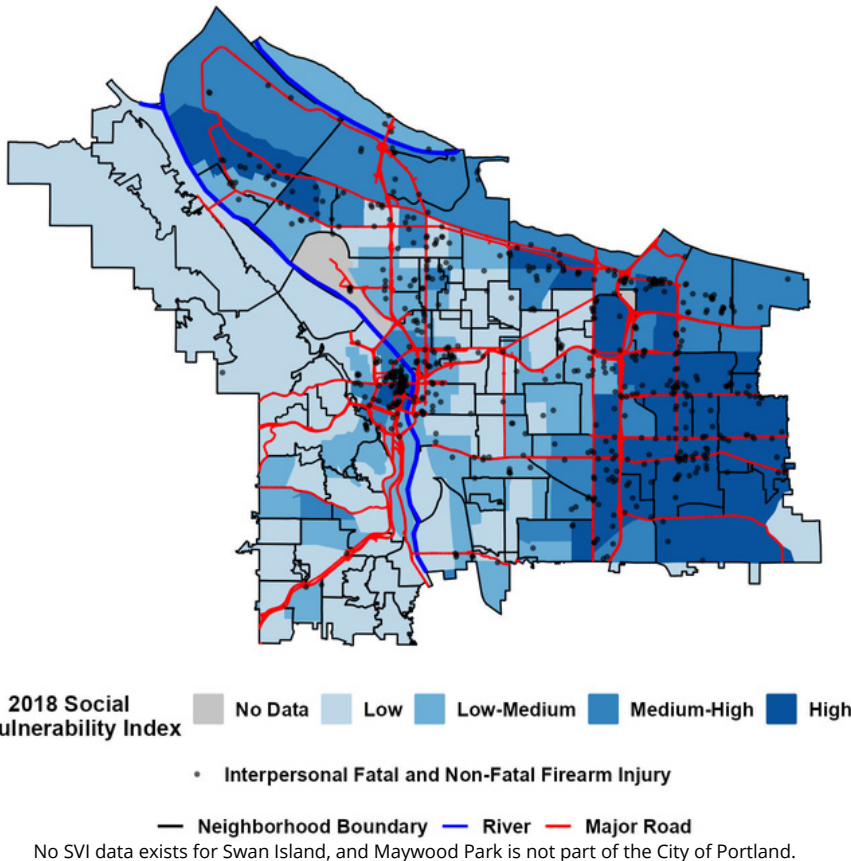 2018 Social
ulnerability Index
No Data
Low
Low-Medium
Medium-High
High
Interpersonal Fatal and Non-Fatal Firearm Injury
Neighborhood Boundary
River
Major Road
No SVI data exists for Swan Island, and Maywood Park is not part of the City of Portland.